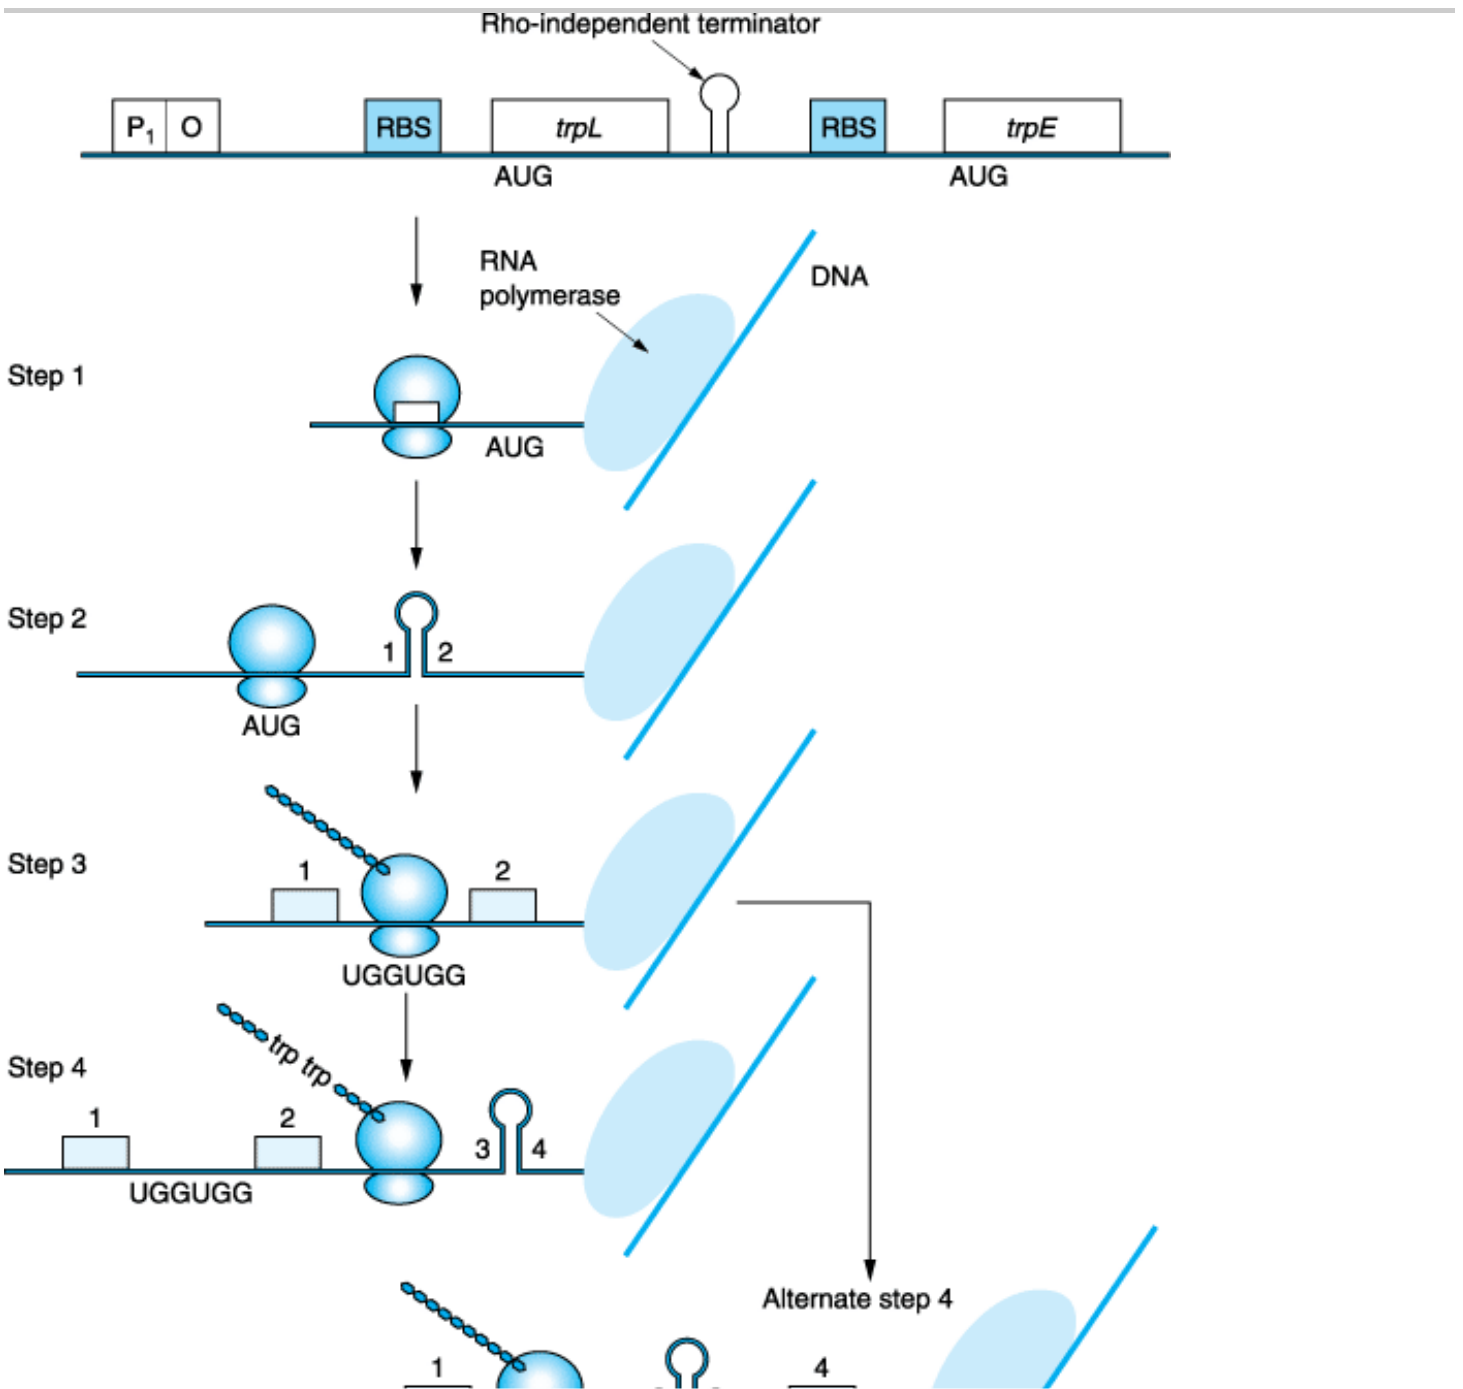 Rho-independent terminator
P1 O RBS trpL RBS trpE
AUG AUG
RNA
polymerase
DNA
Step 1
AUG
Step 2
1 2
AUG
Step 3
1 2
UGGUGG
Step 4
trp trp
1 2
3 4
UGGUGG
Alternate step 4
1 4